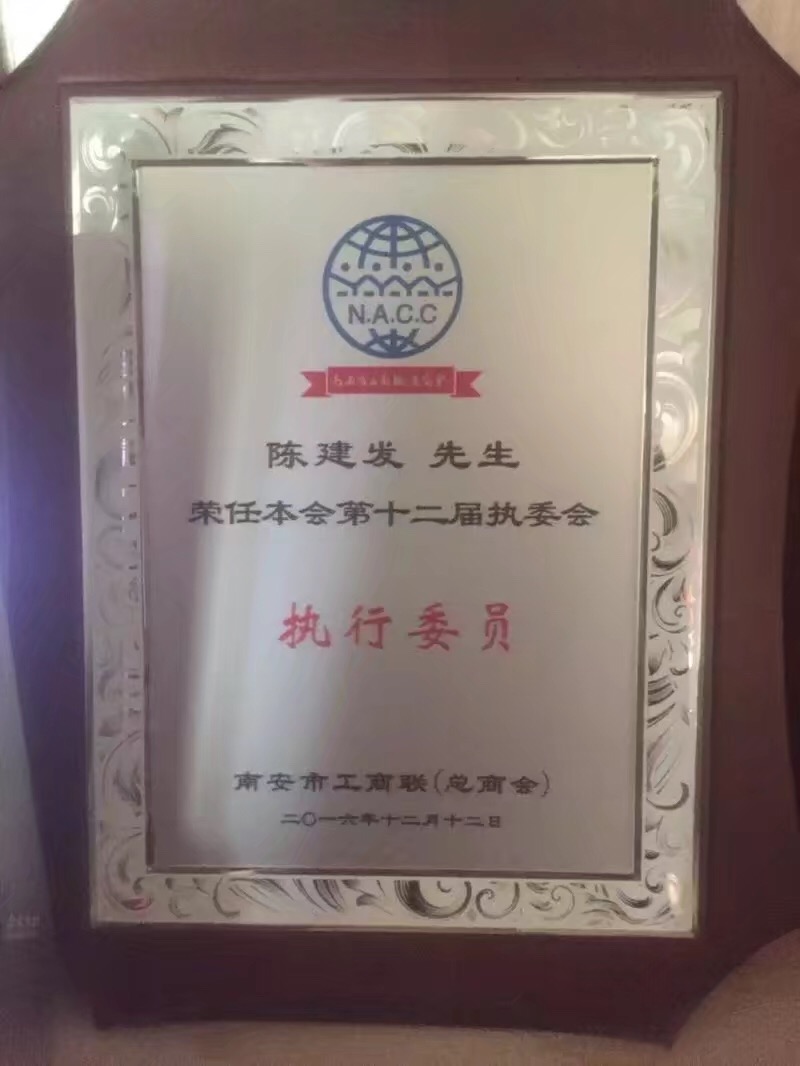 N.A.C.C
陈建发 先生
荣任本会第十二届执委会
执行委员
南安市工商联(总商会)
二〇一六年十二月十二日